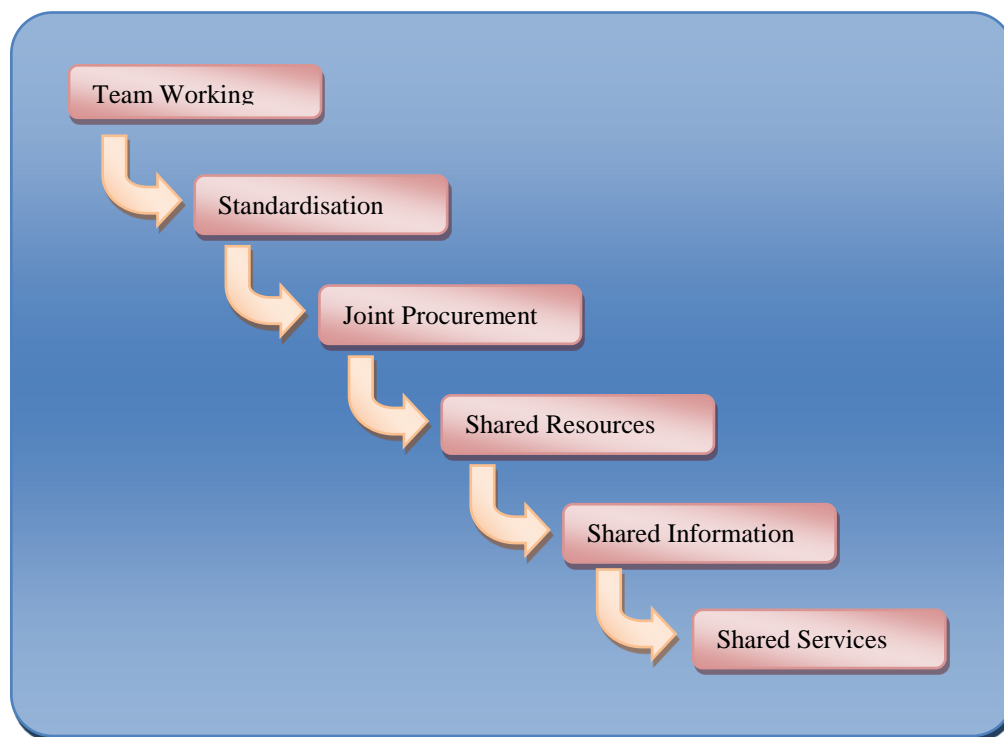 Team Working
Standardisation
Joint Procurement
Shared Resources
Shared Information
Shared Services